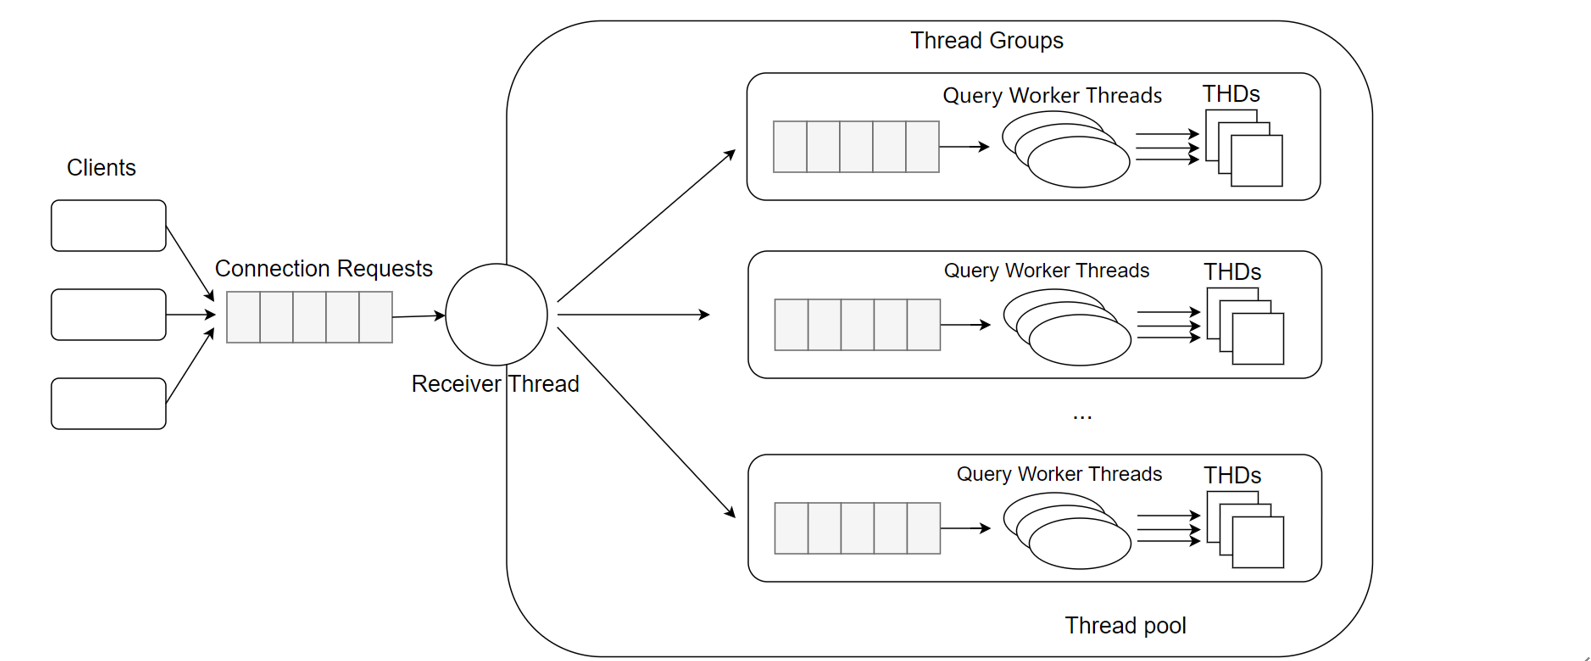 Thread Groups
Query Worker Threads
THDs
Clients
Connection Requests
Receiver Thread
Query Worker Threads
THDs
...
Query Worker Threads
THDs
Thread pool